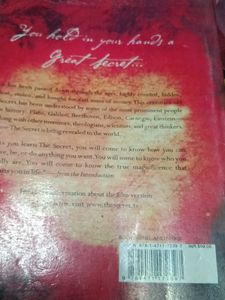 You hold in your hands a
Great Secret...
been passed down through the ages, highly coveted, hidden,
lost, stolen, and bought for vast sums of money. This centuries-old
Secret has been understood by some of the most prominent people
in history: Plato, Galileo, Beethoven, Edison, Carnegie, Einstein—
along with other inventors, theologians, scientists, and great thinkers.
Now The Secret is being revealed to the world.
As you learn The Secret, you will come to know how you can
have, be, or do anything you want. You will come to know who you
really are. You will come to know the true magnificence that
awaits you in life." —from the Introduction
information about the film version
visit www.thesecret.tv